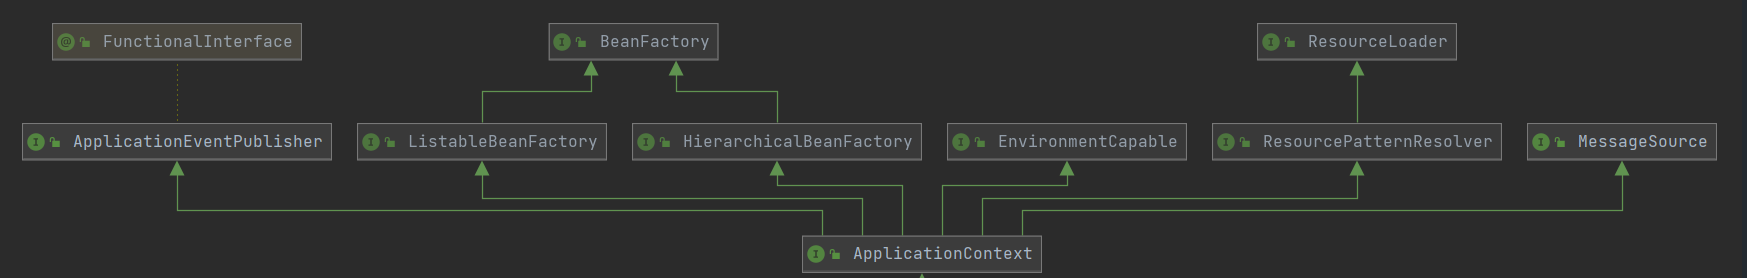 @ FunctionalInterface
I BeanFactory
I ResourceLoader
I ApplicationEventPublisher
I ListableBeanFactory
I HierarchicalBeanFactory
I EnvironmentCapable
I ResourcePatternResolver
I MessageSource
I ApplicationContext